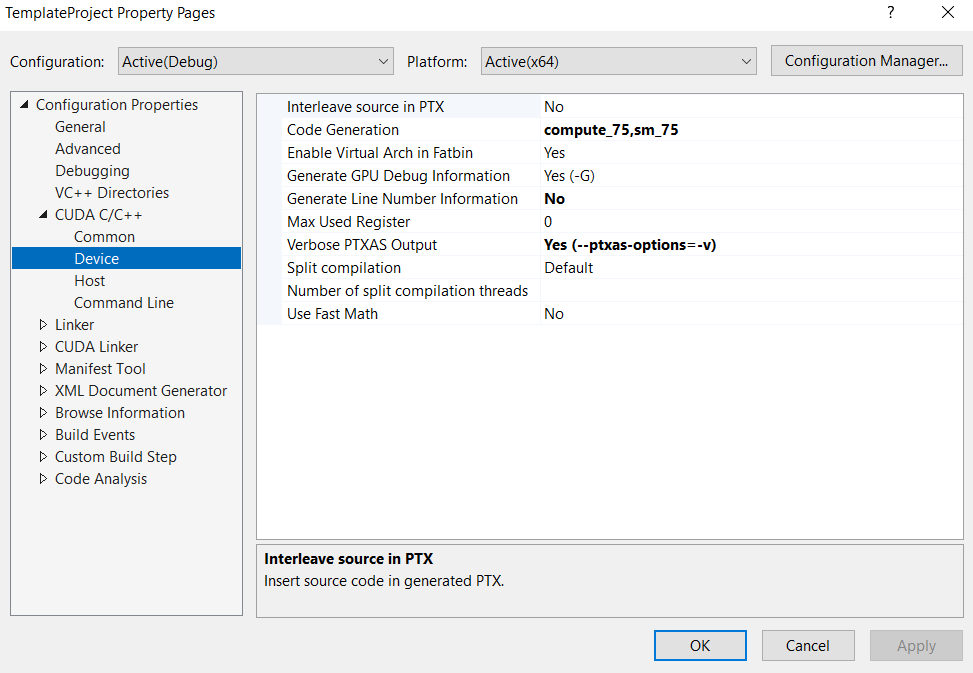 TemplateProject Property Pages
?
Configuration: Active(Debug) Platform: Active(x64) Configuration Manager...
Configuration Properties
General
Advanced
Debugging
VC++ Directories
CUDA C/C++
Common
Device
Host
Command Line
Linker
CUDA Linker
Manifest Tool
XML Document Generator
Browse Information
Build Events
Custom Build Step
Code Analysis
Interleave source in PTX No
Code Generation compute_75,sm_75
Enable Virtual Arch in Fatbin Yes
Generate GPU Debug Information Yes (-G)
Generate Line Number Information No
Max Used Register 0
Verbose PTXAS Output Yes (--ptxas-options=-v)
Split compilation Default
Number of split compilation threads
Use Fast Math No
Interleave source in PTX
Insert source code in generated PTX.
OK Cancel Apply